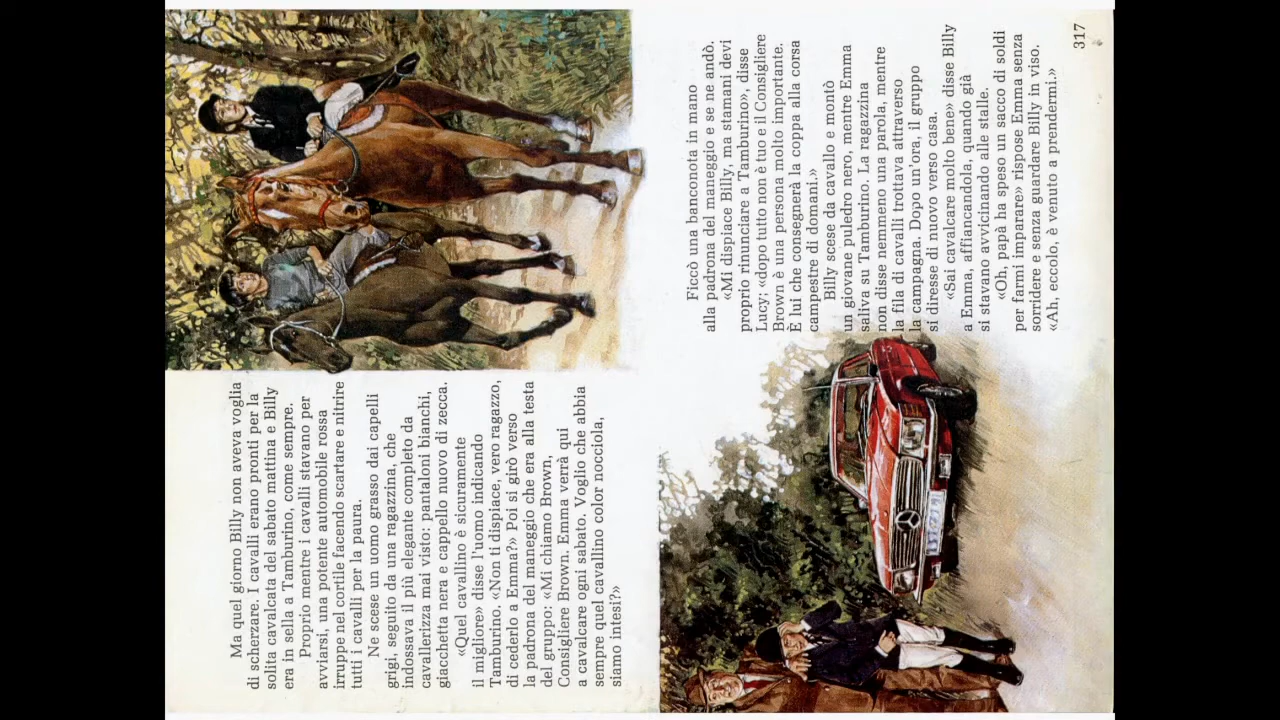 Ma quel giorno Billy non aveva voglia
di scherzare. I cavalli erano pronti per la
solita cavalcata del sabato mattina e Billy
era in sella a Tamburino, come sempre.
Proprio mentre i cavalli stavano per
avviarsi, una potente automobile rossa
irruppe nel cortile facendo scartare e nitrire
tutti i cavalli per la paura.
Ne scese un uomo grasso dai capelli
grigi, seguito da una ragazzina, che
indossava il più elegante completo da
cavallerizza mai visto: pantaloni bianchi,
giacchetta nera e cappello nuovo di zecca.
«Quel cavallino è sicuramente
il migliore» disse l'uomo indicando
Tamburino. «Non ti dispiace, vero ragazzo,
di cederlo a Emma?» Poi si girò verso
la padrona del maneggio che era alla testa
del gruppo: «Mi chiamo Brown,
Consigliere Brown. Emma verrà qui
a cavalcare ogni sabato. Voglio che abbia
sempre quel cavallino color nocciola,
siamo intesi?»
Ficcò una banconota in mano
alla padrona del maneggio e se ne andò.
«Mi dispiace Billy, ma stamani devi
proprio rinunciare a Tamburino», disse
Lucy; «dopo tutto non è tuo e il Consigliere
Brown è una persona molto importante.
È lui che consegnerà la coppa alla corsa
campestre di domani.»
Billy scese da cavallo e montò
un giovane puledro nero, mentre Emma
saliva su Tamburino. La ragazzina
non disse nemmeno una parola, mentre
la fila di cavalli trottava attraverso
la campagna. Dopo un'ora, il gruppo
si diresse di nuovo verso casa.
«Sai cavalcare molto bene» disse Billy
a Emma, affiancandola, quando già
si stavano avvicinando alle stalle.
«Oh, papà ha speso un sacco di soldi
per farmi imparare» rispose Emma senza
sorridere e senza guardare Billy in viso.
«Ah, eccolo, è venuto a prendermi.»
317